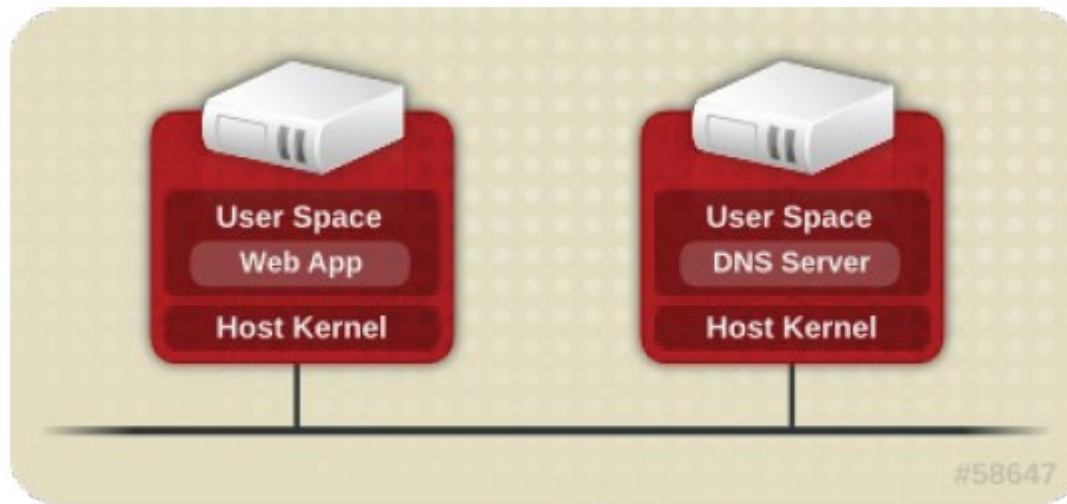 User Space
Web App
Host Kernel
User Space
DNS Server
Host Kernel
#58647